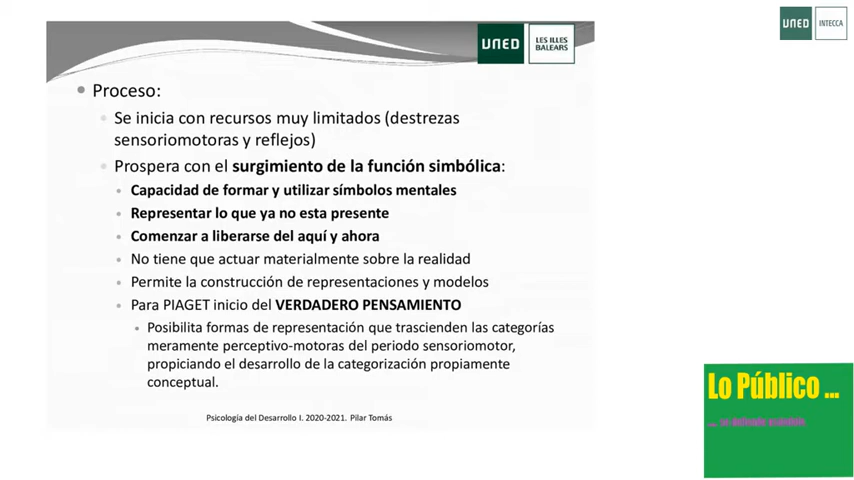 UNED
LES ILLES
BALEARS
UNED
INTECCA
Proceso:
Se inicia con recursos muy limitados (destrezas
sensoriomotoras y reflejos)
Prospera con el surgimiento de la función simbólica:
Capacidad de formar y utilizar símbolos mentales
Representar lo que ya no esta presente
Comenzar a liberarse del aquí y ahora
No tiene que actuar materialmente sobre la realidad
Permite la construcción de representaciones y modelos
Para PIAGET inicio del VERDADERO PENSAMIENTO
Posibilita formas de representación que trascienden las categorías
meramente perceptivo-motoras del periodo sensoriomotor,
propiciando el desarrollo de la categorización propiamente
conceptual.
Psicología del Desarrollo I. 2020-2021. Pilar Tomás
Lo Público ...
... se defiende